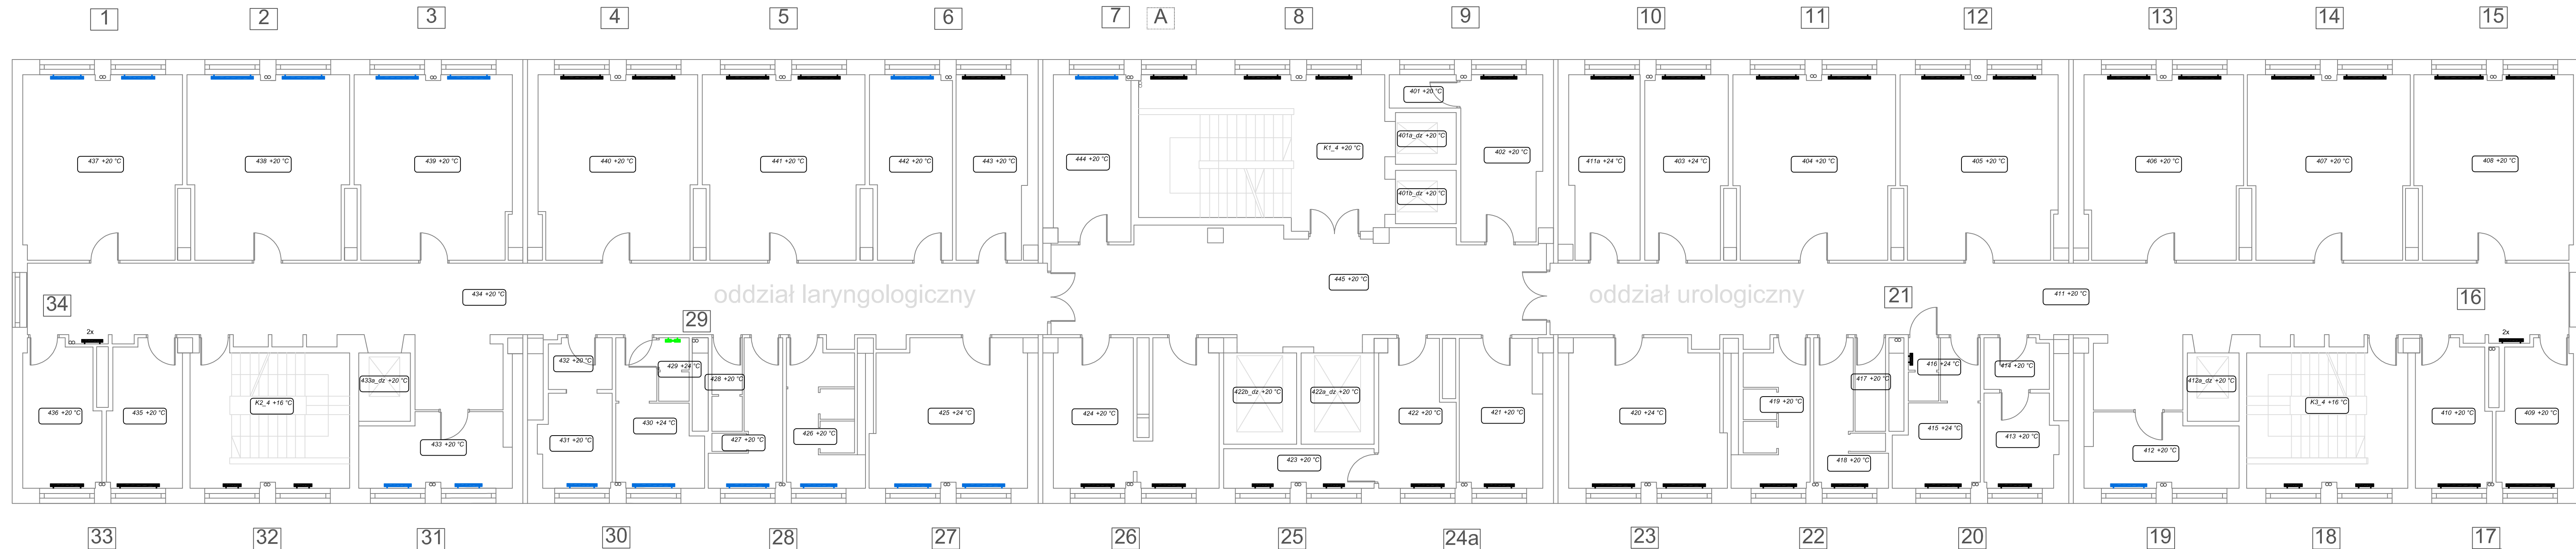 1 2 3 4 5 6 7 A 8 9 10 11 12 13 14 15
401 +20 °C
401a_dz +20 °C
437 +20 °C 438 +20 °C 439 +20 °C 440 +20 °C 441 +20 °C 442 +20 °C 443 +20 °C 444 +20 °C K1_4 +20 °C 402 +20 °C 411a +24 °C 403 +24 °C 404 +20 °C 405 +20 °C 406 +20 °C 407 +20 °C 408 +20 °C
401b_dz +20 °C
445 +20 °C
34 434 +20 °C oddział laryngologiczny oddział urologiczny 21 411 +20 °C 16
29
2x 2x
432 +20 °C 429 +24 °C 416 +24 °C 414 +20 °C
433a_dz +20 °C 428 +20 °C 417 +20 °C 412a_dz +20 °C
422b_dz +20 °C 422a_dz +20 °C
K2_4 +16 °C 419 +20 °C K3_4 +16 °C
436 +20 °C 435 +20 °C 425 +24 °C 424 +20 °C 422 +20 °C 421 +20 °C 420 +24 °C 410 +20 °C 409 +20 °C
430 +24 °C 415 +24 °C
433 +20 °C 431 +20 °C 427 +20 °C 426 +20 °C 413 +20 °C
412 +20 °C
423 +20 °C 418 +20 °C
33 32 31 30 28 27 26 25 24a 23 22 20 19 18 17